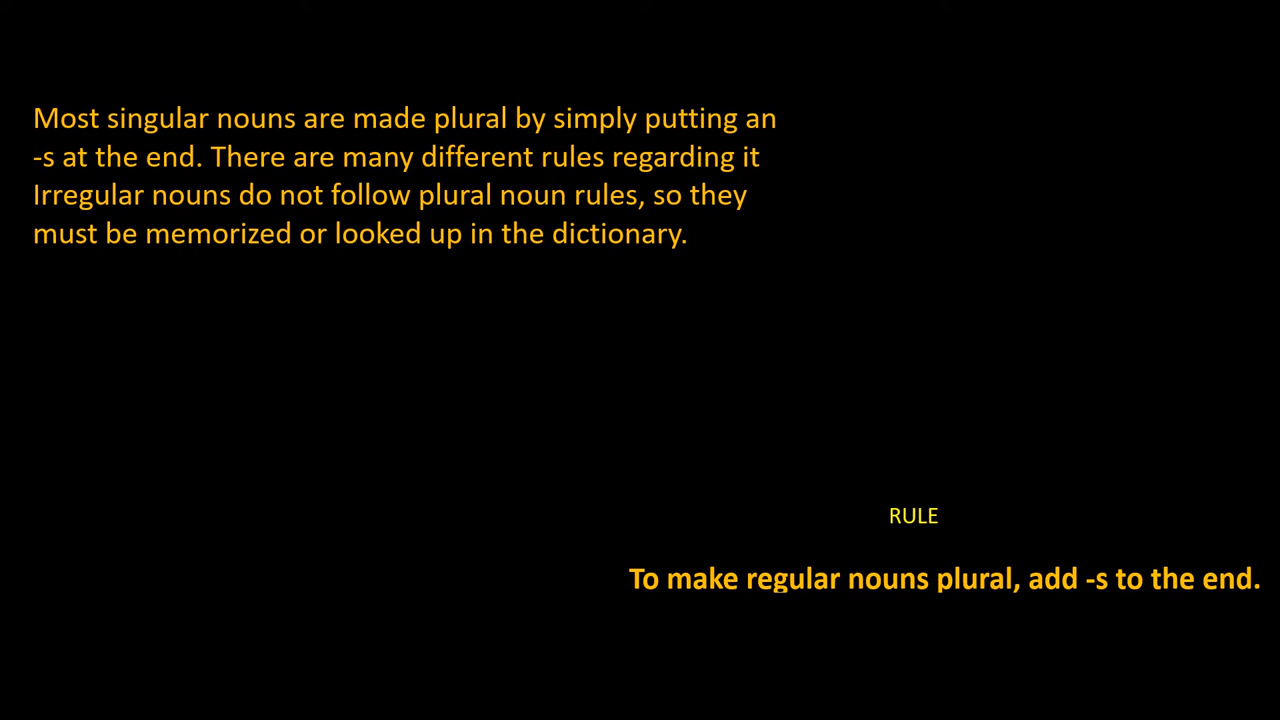 Most singular nouns are made plural by simply putting an
-s at the end. There are many different rules regarding it
Irregular nouns do not follow plural noun rules, so they
must be memorized or looked up in the dictionary.
RULE
To make regular nouns plural, add -s to the end.